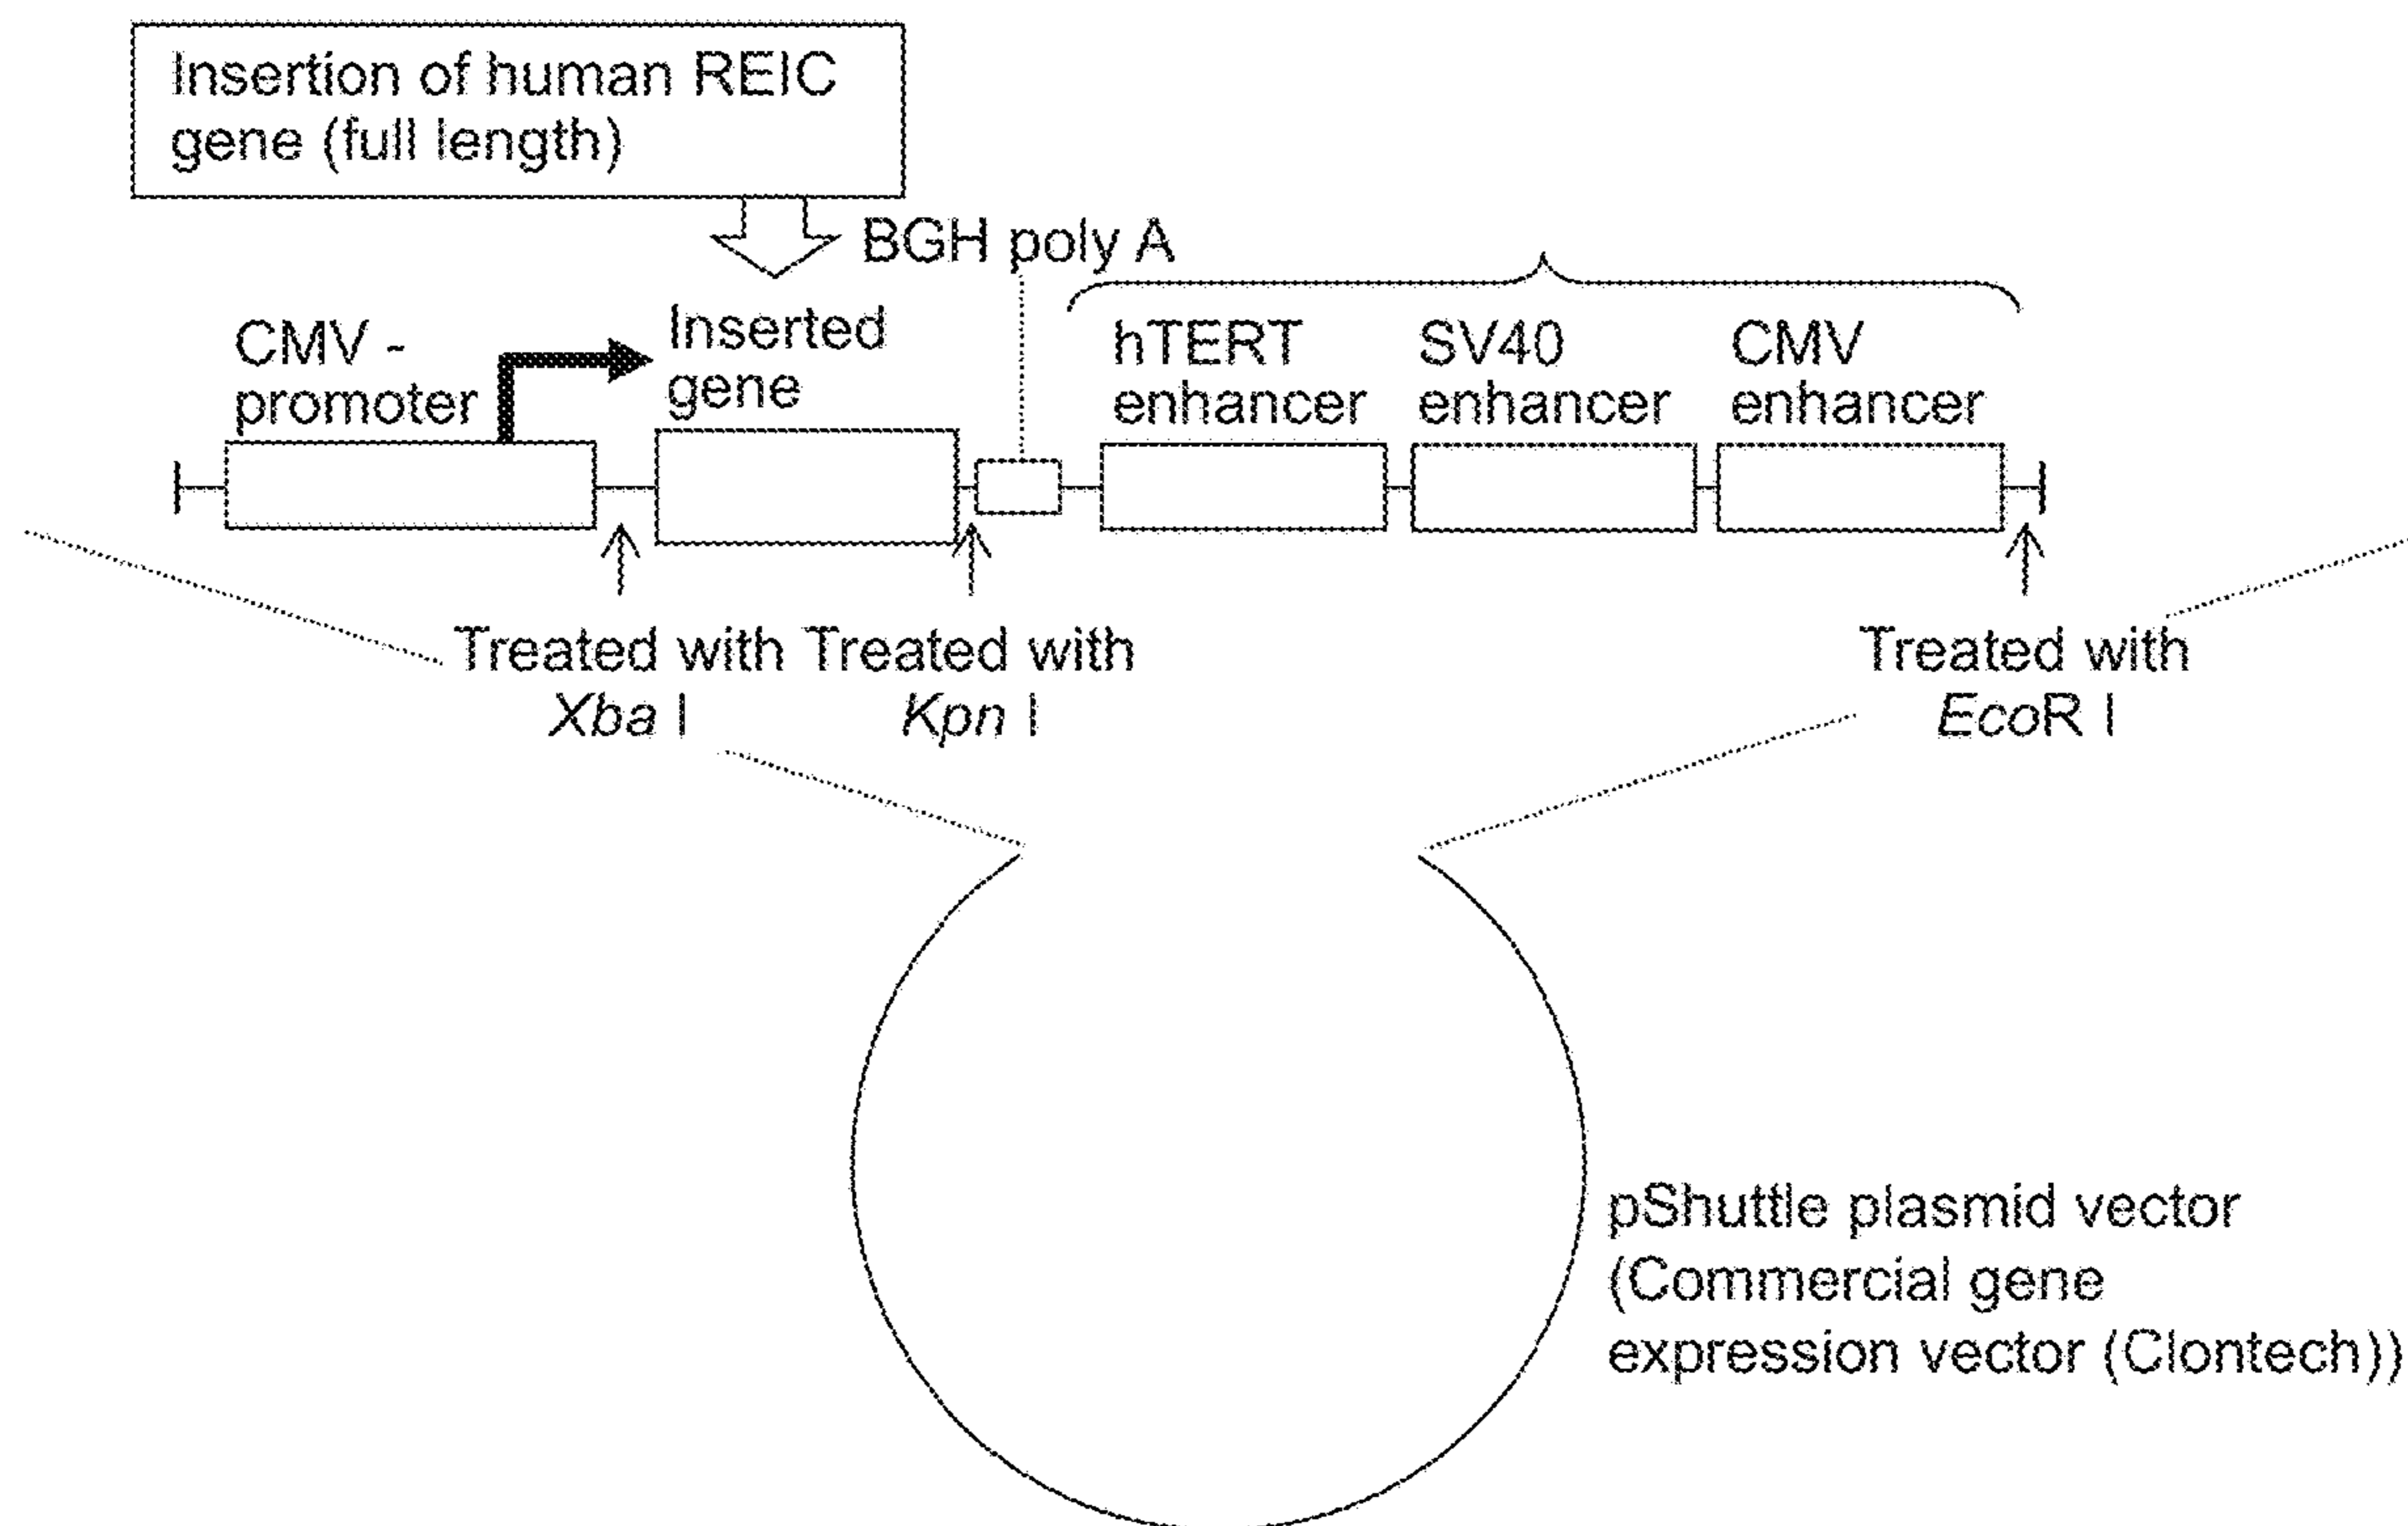 Insertion of human REIC
gene (full length)
BGH poly A
CMV -
promoter
Inserted
gene
hTERT
enhancer
SV40
enhancer
CMV
enhancer
Treated with
Xba I
Treated with
Kpn I
Treated with
EcoR I
pShuttle plasmid vector
(Commercial gene
expression vector (Clontech))